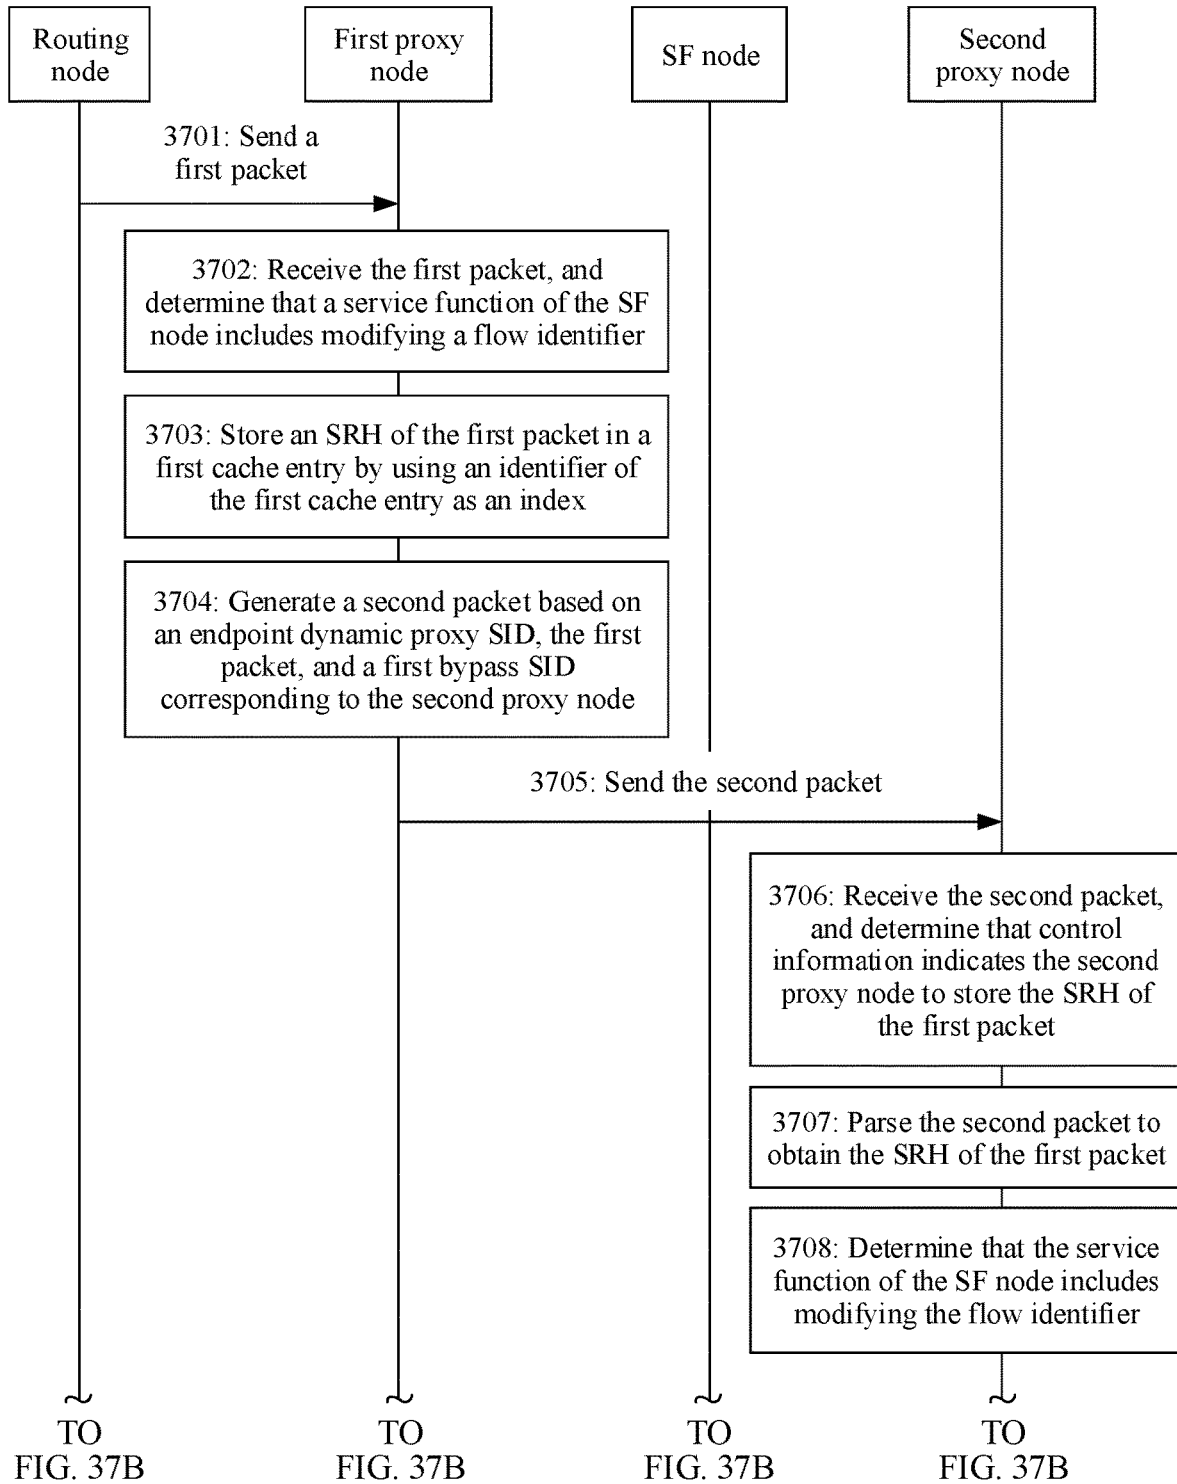 Routing
node
First proxy
node
SF node
Second
proxy node
3701: Send a
first packet
3702: Receive the first packet, and
determine that a service function of the SF
node includes modifying a flow identifier
3703: Store an SRH of the first packet in a
first cache entry by using an identifier of
the first cache entry as an index
3704: Generate a second packet based on
an endpoint dynamic proxy SID, the first
packet, and a first bypass SID
corresponding to the second proxy node
3705: Send the second packet
3706: Receive the second packet,
and determine that control
information indicates the second
proxy node to store the SRH of
the first packet
3707: Parse the second packet to
obtain the SRH of the first packet
3708: Determine that the service
function of the SF node includes
modifying the flow identifier
TO
FIG. 37B
TO
FIG. 37B
TO
FIG. 37B
TO
FIG. 37B